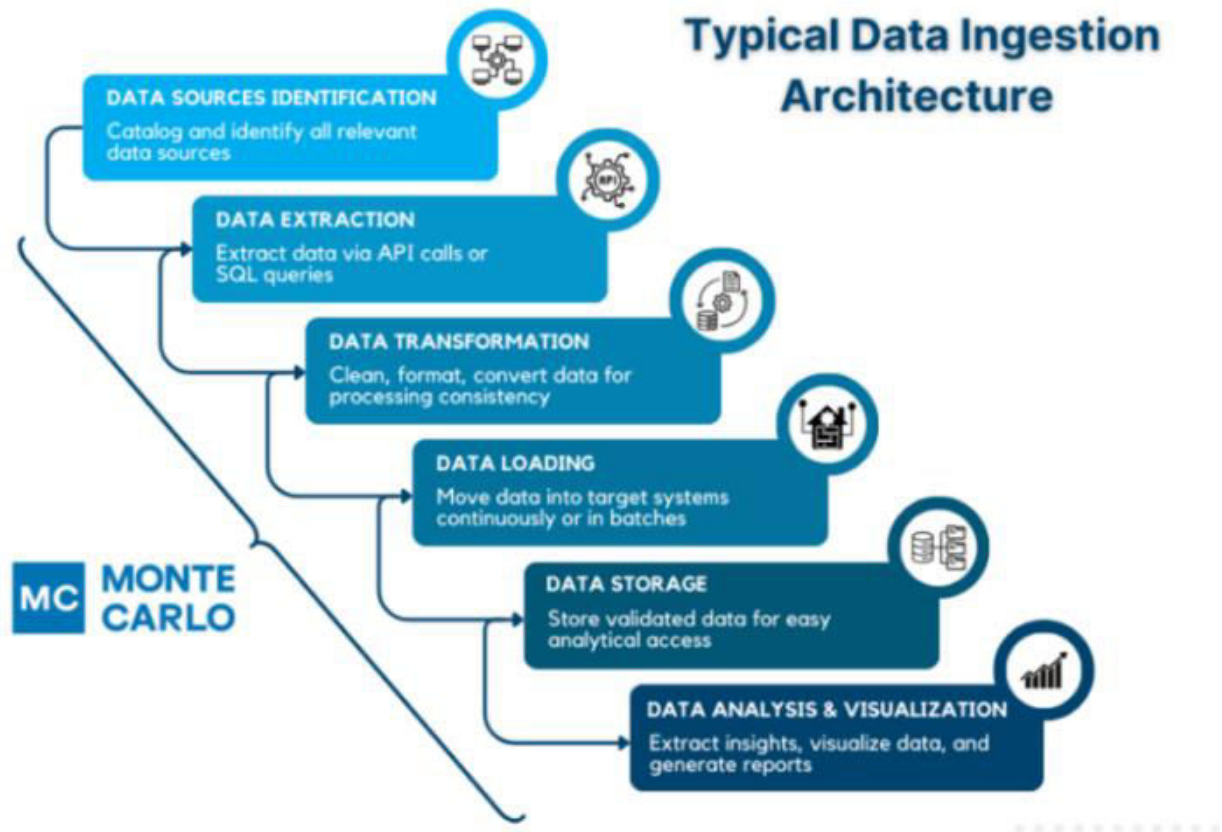 Typical Data Ingestion
Architecture
DATA SOURCES IDENTIFICATION
Catalog and identify all relevant
data sources
API
DATA EXTRACTION
Extract data via API calls or
SQL queries
DATA TRANSFORMATION
Clean, format, convert data for
processing consistency
DATA LOADING
Move data into target systems
continuously or in batches
MC MONTE
CARLO
DATA STORAGE
Store validated data for easy
analytical access
DATA ANALYSIS & VISUALIZATION
Extract insights, visualize data, and
generate reports